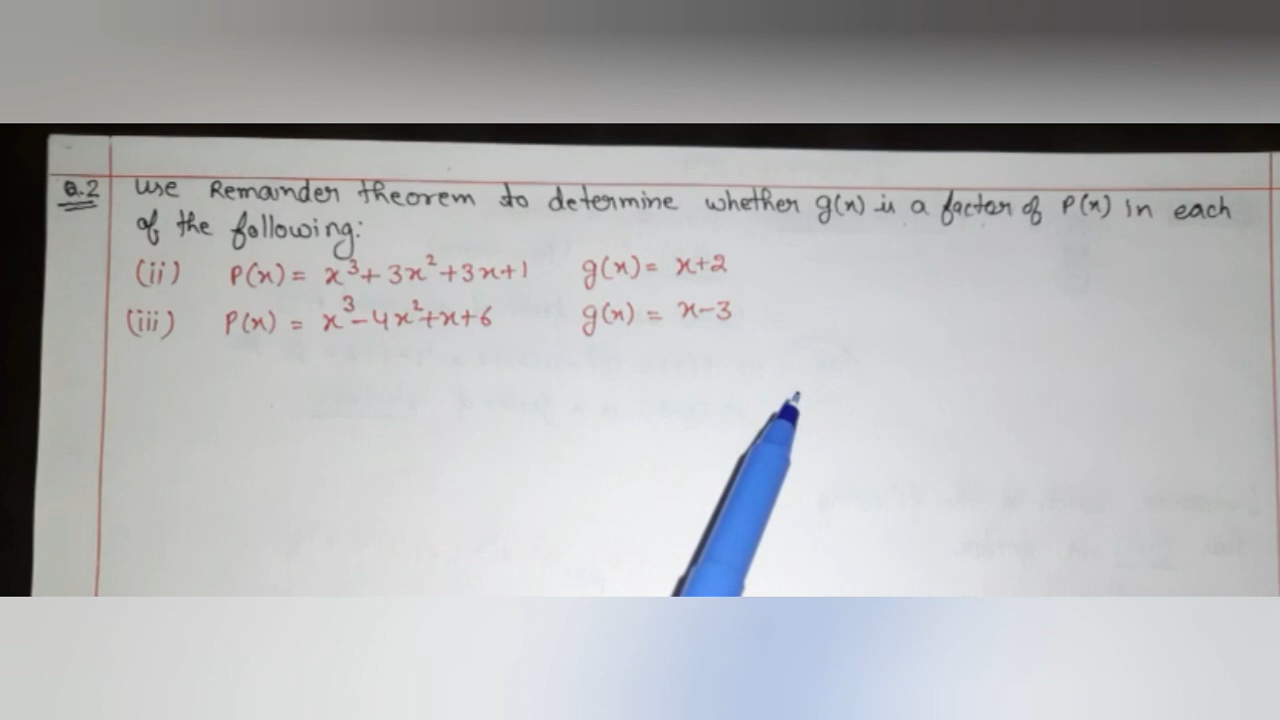 Q.2 Use Remander theorem to determine whether g(x) is a factor of P(x) in each
of the following:
(ii) P(x) = x³+3x²+3x+1 g(x)= x+2
(iii) P(x) = x³-4x²+x+6 g(x) = x-3